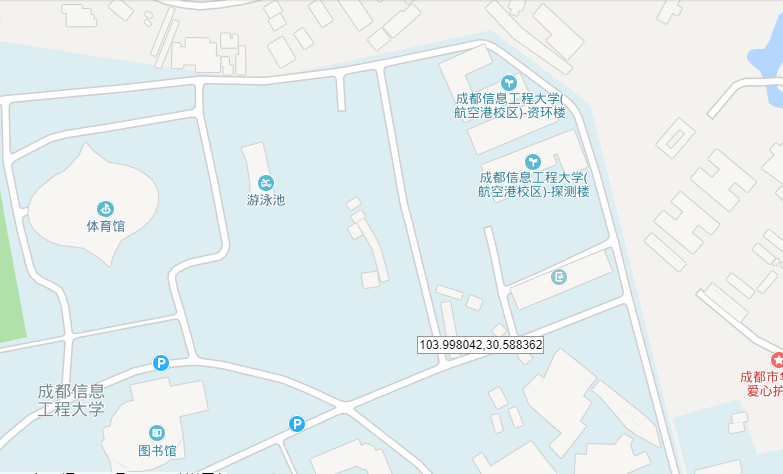 成都信息工程大学(
航空港校区)-资环楼
成都信息工程大学(
航空港校区)-探测楼
游泳池
体育馆
103.998042,30.588362
P
成都信息
工程大学
成都市
爱心护
P
图书馆